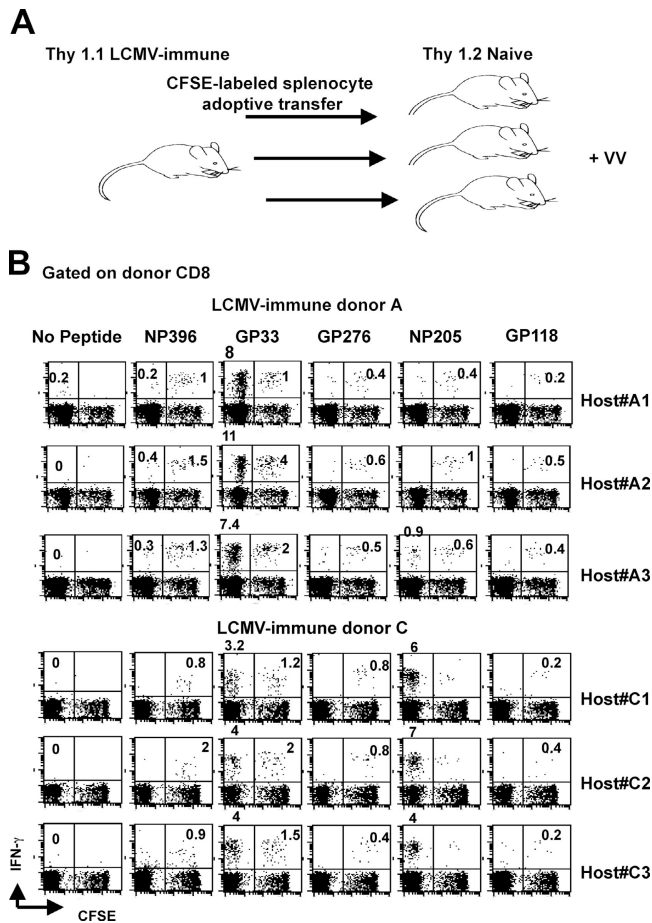 A
Thy 1.1 LCMV-immune
Thy 1.2 Naive
CFSE-labeled splenocyte
adoptive transfer
+ VV
B
Gated on donor CD8
LCMV-immune donor A
No Peptide NP396 GP33 GP276 NP205 GP118
8
0.2 0.2 1 1 0.4 0.4 0.2 Host#A1
11
0 0.4 1.5 4 0.6 1 0.5 Host#A2
7.4 0.9
0 0.3 1.3 2 0.5 0.6 0.4 Host#A3
LCMV-immune donor C
3.2 6
0 0.8 1.2 0.8 0.2 Host#C1
4 7
0 2 2 0.8 0.4 Host#C2
4 4
0 0.9 1.5 0.4 0.2 Host#C3
IFN-γ
CFSE